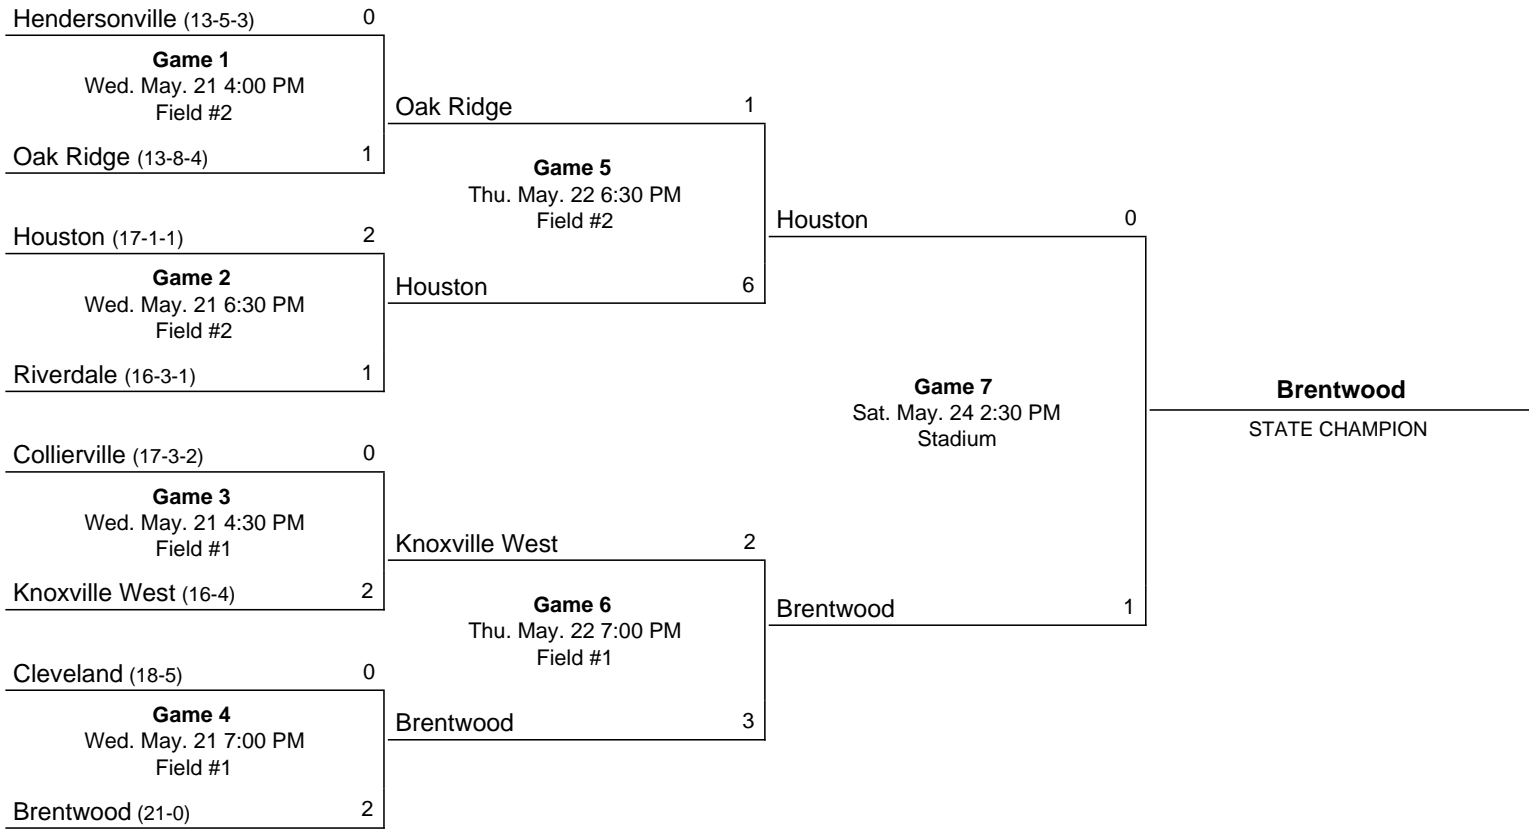 Hendersonville (13-5-3) 0
Game 1
Wed. May. 21 4:00 PM
Field #2
Oak Ridge (13-8-4) 1
Houston (17-1-1) 2
Game 2
Wed. May. 21 6:30 PM
Field #2
Riverdale (16-3-1) 1
Collierville (17-3-2) 0
Game 3
Wed. May. 21 4:30 PM
Field #1
Knoxville West (16-4) 2
Cleveland (18-5) 0
Game 4
Wed. May. 21 7:00 PM
Field #1
Brentwood (21-0) 2
Oak Ridge 1
Game 5
Thu. May. 22 6:30 PM
Field #2
Houston 6
Knoxville West 2
Game 6
Thu. May. 22 7:00 PM
Field #1
Brentwood 3
Houston 0
Game 7
Sat. May. 24 2:30 PM
Stadium
Brentwood 1
Brentwood
STATE CHAMPION